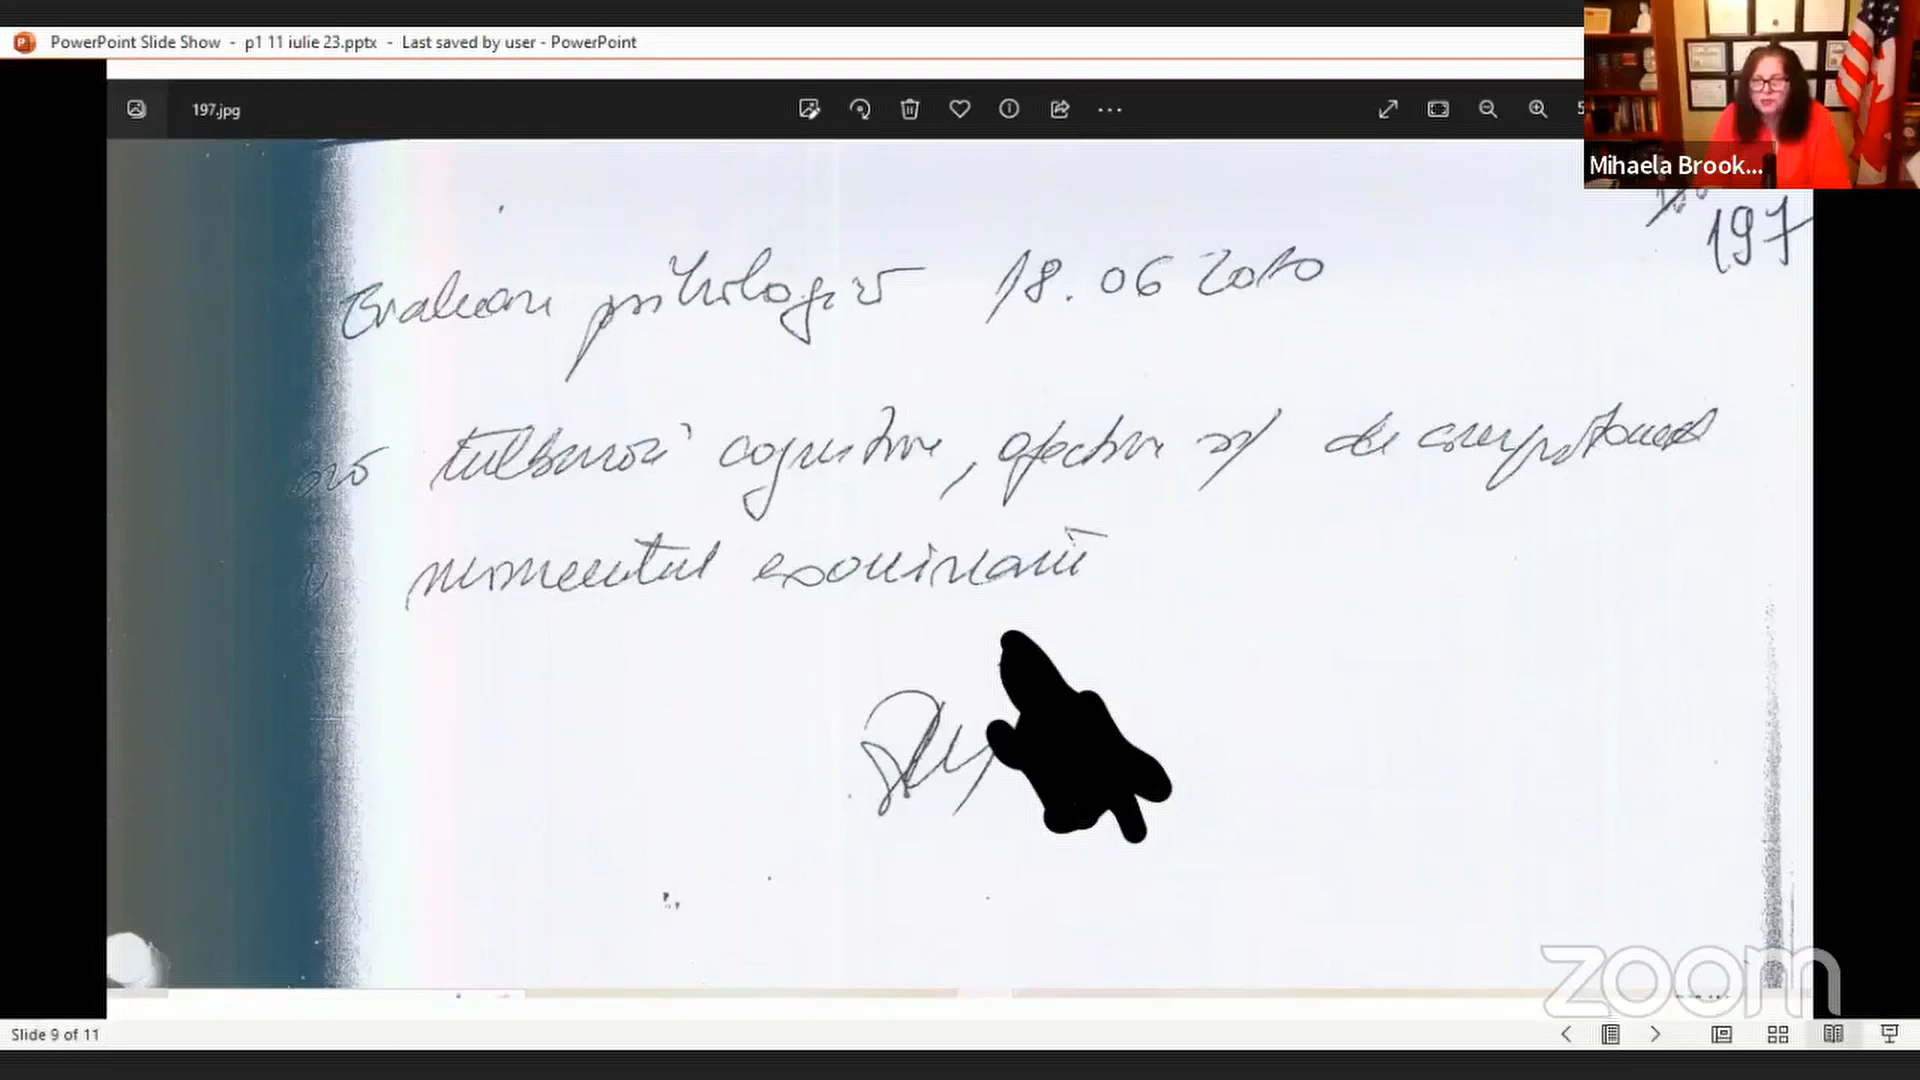 PowerPoint Slide Show - p1 11 iulie 23.pptx - Last saved by user - PowerPoint
197.jpg
Mihaela Brook...
197
Evaluare psihologică 18.06 2010
tulburări cognitive, afective și de comportament
momentul examinării
zoom
Slide 9 of 11